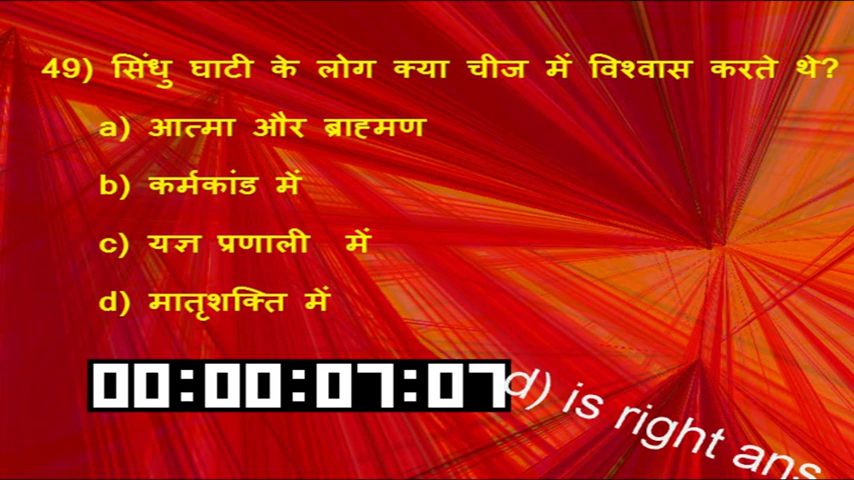 49) सिंधु घाटी के लोग क्या चीज में विश्वास करते थे?
a) आत्मा और ब्राह्मण
b) कर्मकांड में
c) यज्ञ प्रणाली में
d) मातृशक्ति में
00:00:07:07
d) is right ans